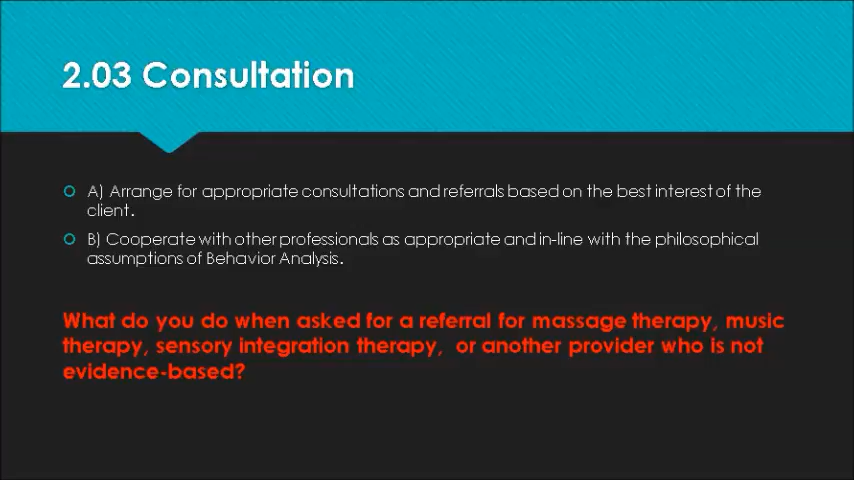 2.03 Consultation
A) Arrange for appropriate consultations and referrals based on the best interest of the
client.
B) Cooperate with other professionals as appropriate and in-line with the philosophical
assumptions of Behavior Analysis.
What do you do when asked for a referral for massage therapy, music
therapy, sensory integration therapy, or another provider who is not
evidence-based?